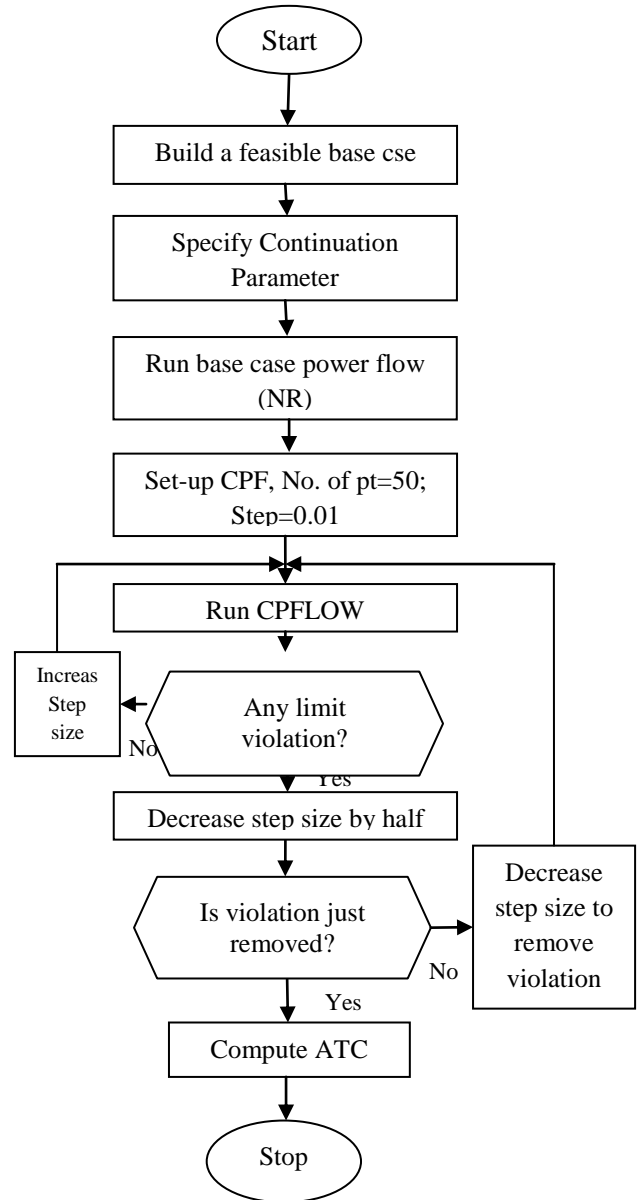 Start
Build a feasible base cse
Specify Continuation
Parameter
Run base case power flow
(NR)
Set-up CPF, No. of pt=50;
Step=0.01
Run CPFLOW
Increas
Step
size
Any limit
violation?
No
Yes
Decrease step size by half
Is violation just
removed?
No
Decrease
step size to
remove
violation
Yes
Compute ATC
Stop